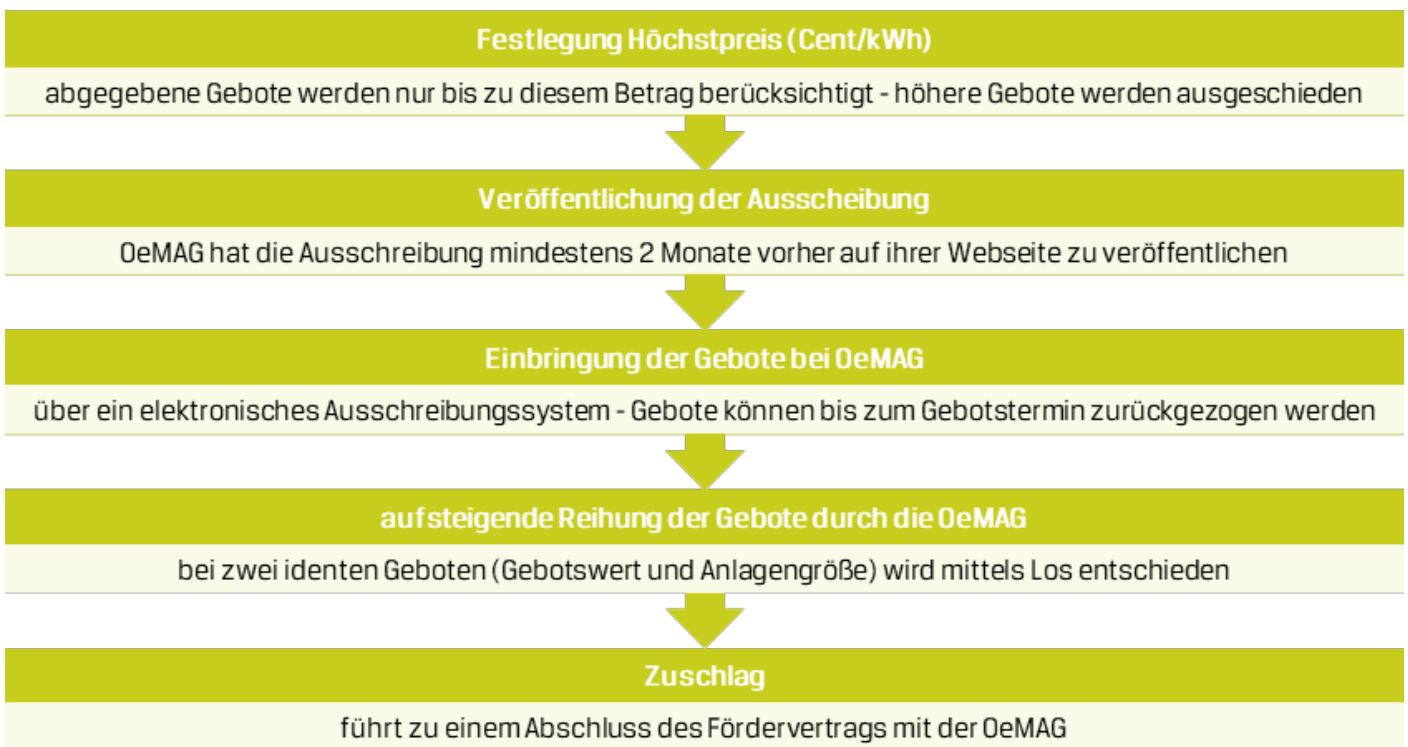 Festlegung Höchstpreis (Cent/kWh)
abgegebene Gebote werden nur bis zu diesem Betrag berücksichtigt - höhere Gebote werden ausgeschieden
Veröffentlichung der Ausscheibung
OeMAG hat die Ausschreibung mindestens 2 Monate vorher auf ihrer Webseite zu veröffentlichen
Einbringung der Gebote bei OeMAG
über ein elektronisches Ausschreibungssystem - Gebote können bis zum Gebotstermin zurückgezogen werden
aufsteigende Reihung der Gebote durch die OeMAG
bei zwei identen Geboten (Gebotswert und Anlagengröße) wird mittels Los entschieden
Zuschlag
führt zu einem Abschluss des Fördervertrags mit der OeMAG